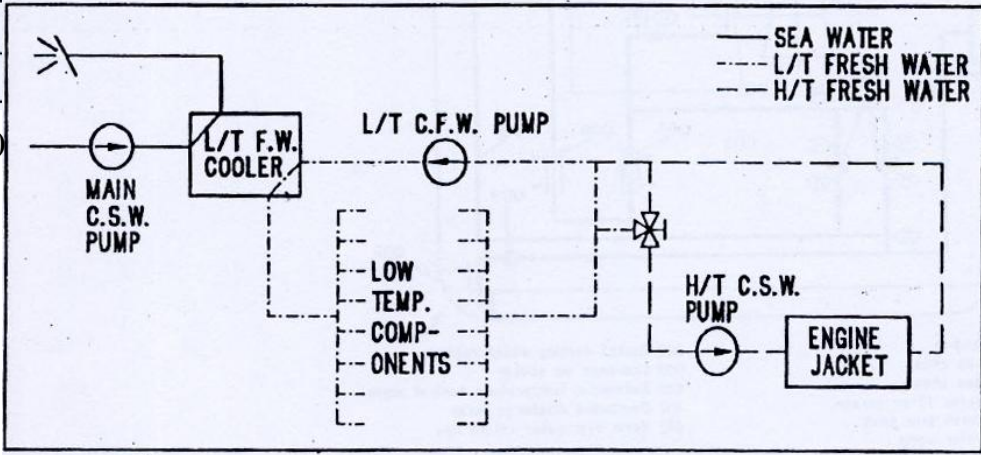 SEA WATER
L/T FRESH WATER
H/T FRESH WATER
L/T F.W.
COOLER
L/T C.F.W. PUMP
MAIN
C.S.W.
PUMP
LOW
TEMP.
COMP-
ONENTS
H/T C.S.W.
PUMP
ENGINE
JACKET